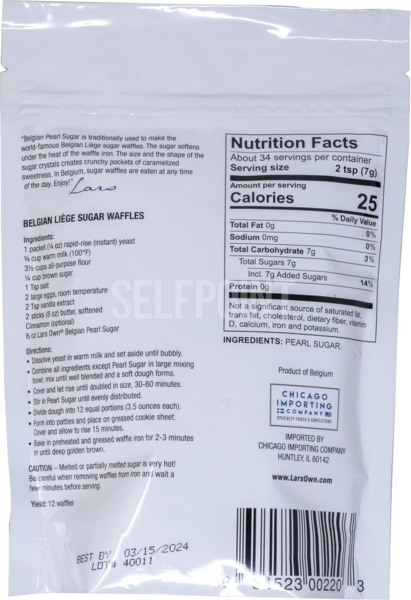 "Belgian Pearl Sugar is traditionally used to make the
world-famous Belgian Liége sugar waffles. The sugar softens
under the heat of the waffle iron. The size and the shape of the
sugar crystals creates crunchy pockets of caramelized
sweetness. In Belgium, sugar waffles are eaten at any time
of the day. Enjoy!" Lars
BELGIAN LIÈGE SUGAR WAFFLES
Ingredients:
1 packet (¼ oz) rapid-rise (instant) yeast
¾ cup warm milk (100°F)
3½ cups all-purpose flour
¼ cup brown sugar
1 Tsp salt
2 large eggs, room temperature
2 Tsp vanilla extract
2 sticks (8 oz) butter, softened
Cinnamon (optional)
8 oz Lars Own® Belgian Pearl Sugar
Directions:
• Dissolve yeast in warm milk and set aside until bubbly.
• Combine all ingredients except Pearl Sugar in large mixing
bowl; mix until well blended and a soft dough forms.
• Cover and let rise until doubled in size, 30-60 minutes.
• Stir in Pearl Sugar until evenly distributed.
• Divide dough into 12 equal portions (3.5 ounces each).
• Form into patties and place on greased cookie sheet.
Cover and allow to rise 15 minutes.
• Bake in preheated and greased waffle iron for 2-3 minutes
or until deep golden brown.
CAUTION – Melted or partially melted sugar is very hot!
Be careful when removing waffles from iron and wait a
few minutes before serving.
Yield: 12 waffles
BEST BY 03/15/2024
LOT# 40011
Nutrition Facts
About 34 servings per container
Serving size 2 tsp (7g)
Amount per serving
Calories 25
% Daily Value
Total Fat 0g 0%
Sodium 0mg 0%
Total Carbohydrate 7g 3%
Total Sugars 7g
Incl. 7g Added Sugars 14%
Protein 0g
Not a significant source of saturated fat,
trans fat, cholesterol, dietary fiber, vitamin
D, calcium, iron and potassium.
INGREDIENTS: PEARL SUGAR.
Product of Belgium
CHICAGO
IMPORTING
COMPANY
SPECIALTY FOODS & CONFECTIONS
IMPORTED BY
CHICAGO IMPORTING COMPANY
HUNTLEY, IL 60142
www.LarsOwn.com
00220 3